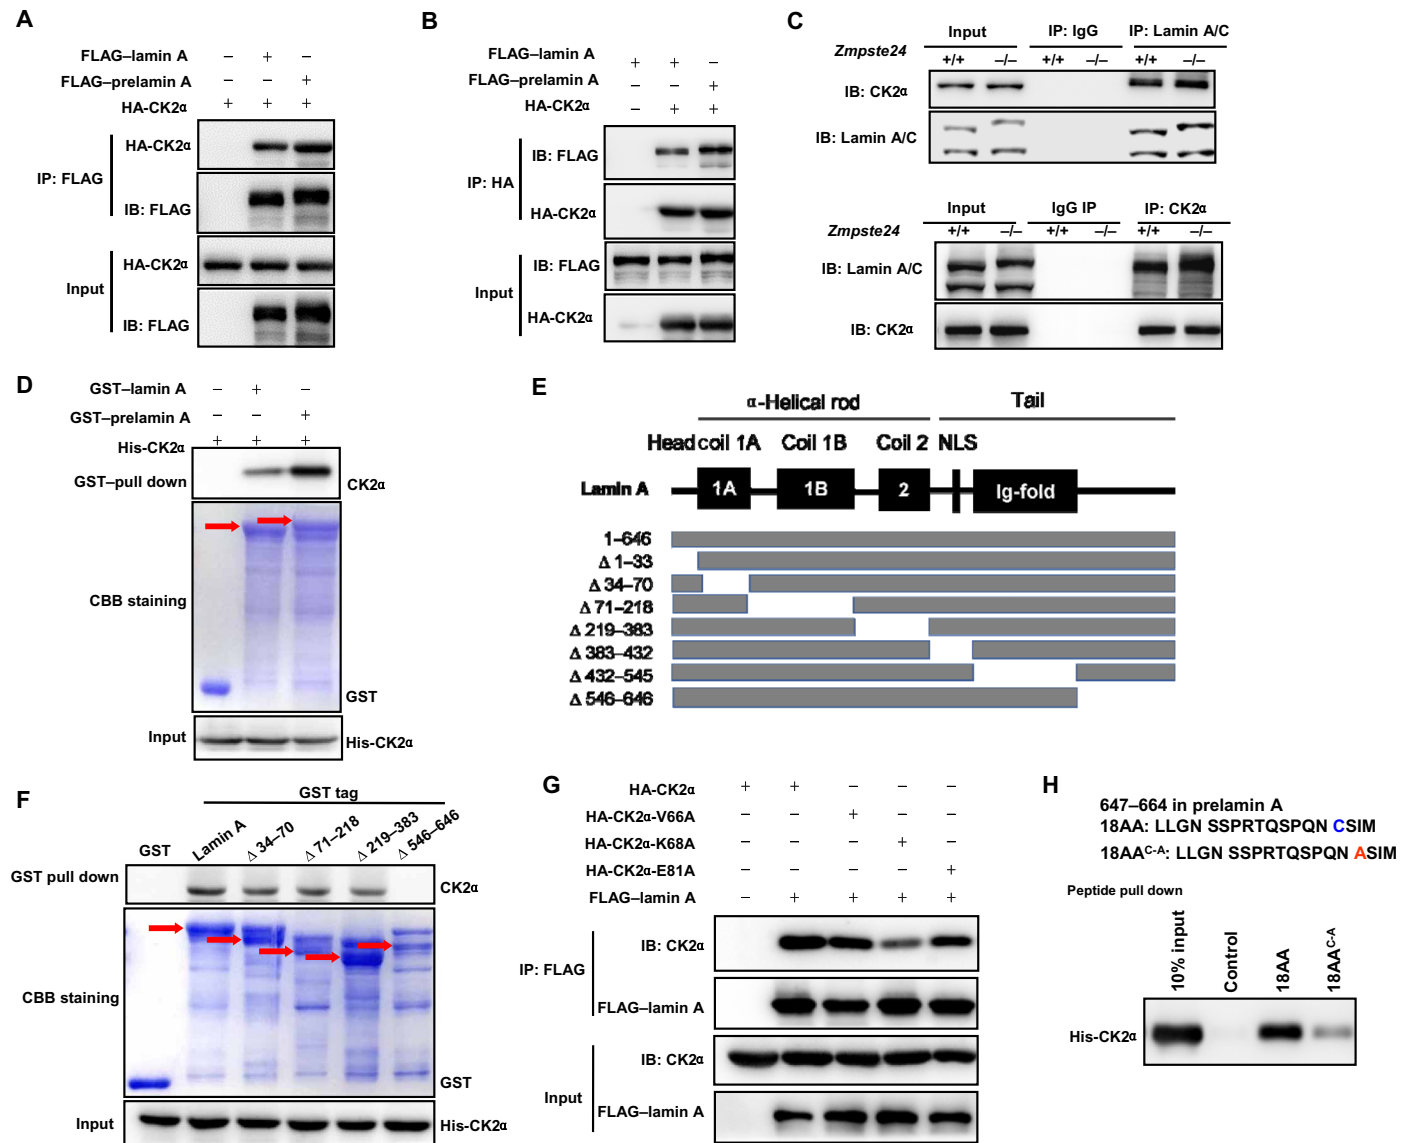 A
FLAG–lamin A – + –
FLAG–prelamin A – – +
HA-CK2α + + +
IP: FLAG
HA-CK2α
IB: FLAG
Input
HA-CK2α
IB: FLAG
B
FLAG–lamin A + + –
FLAG–prelamin A – – +
HA-CK2α – + +
IP: HA
IB: FLAG
HA-CK2α
Input
IB: FLAG
HA-CK2α
C
Input IP: IgG IP: Lamin A/C
Zmpste24 +/+ –/– +/+ –/– +/+ –/–
IB: CK2α
IB: Lamin A/C
Input IgG IP IP: CK2α
Zmpste24 +/+ –/– +/+ –/– +/+ –/–
IB: Lamin A/C
IB: CK2α
D
GST–lamin A – + –
GST–prelamin A – – +
His-CK2α + + +
GST–pull down CK2α
CBB staining
GST
Input His-CK2α
E
α-Helical rod Tail
Head coil 1A Coil 1B Coil 2 NLS
Lamin A 1A 1B 2 Ig-fold
1–646
Δ 1–33
Δ 34–70
Δ 71–218
Δ 219–383
Δ 383–432
Δ 432–545
Δ 546–646
F
GST tag
GST Lamin A Δ 34–70 Δ 71–218 Δ 219–383 Δ 546–646
GST pull down CK2α
CBB staining
GST
Input His-CK2α
G
HA-CK2α + + – – –
HA-CK2α-V66A – – + – –
HA-CK2α-K68A – – – + –
HA-CK2α-E81A – – – – +
FLAG–lamin A – + + + +
IP: FLAG
IB: CK2α
FLAG–lamin A
Input
IB: CK2α
FLAG–lamin A
H
647–664 in prelamin A
18AA: LLGN SSPRTQSPQN CSIM
18AAC-A: LLGN SSPRTQSPQN ASIM
Peptide pull down
10% input Control 18AA 18AAC-A
His-CK2α